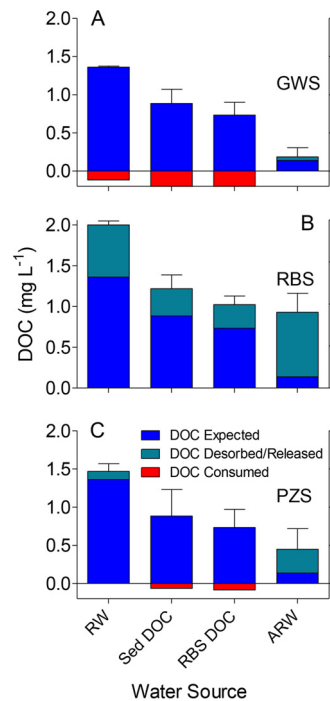 A
2.0
1.5
GWS
1.0
0.5
0.0
B
2.0
1.5
RBS
1.0
0.5
0.0
DOC (mg L⁻¹)
C
2.0
DOC Expected
DOC Desorbed/Released
DOC Consumed
1.5
PZS
1.0
0.5
0.0
RW
Sed DOC
RBS DOC
ARW
Water Source